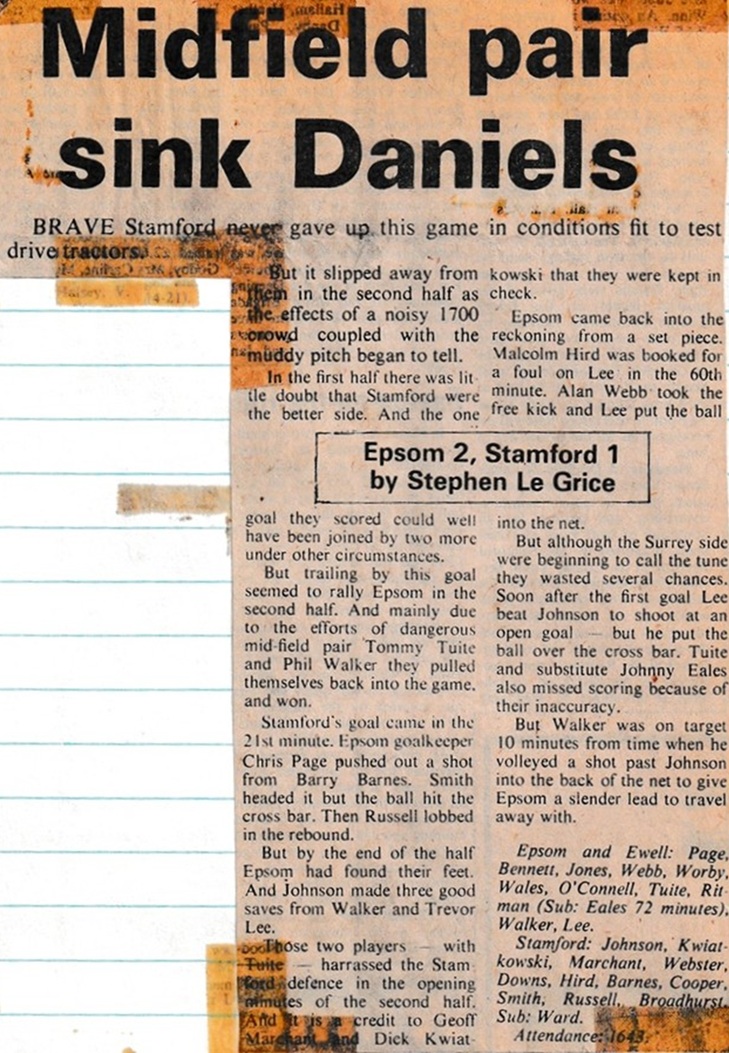 Midfield pair
sink Daniels
BRAVE Stamford never gave up this game in conditions fit to test
drive tractors.
But it slipped away from
them in the second half as
the effects of a noisy 1700
crowd coupled with the
muddy pitch began to tell.
In the first half there was lit-
tle doubt that Stamford were
the better side. And the one
Epsom 2, Stamford 1
by Stephen Le Grice
goal they scored could well
have been joined by two more
under other circumstances.
But trailing by this goal
seemed to rally Epsom in the
second half. And mainly due
to the efforts of dangerous
mid-field pair Tommy Tuite
and Phil Walker they pulled
themselves back into the game,
and won.
Stamford's goal came in the
21st minute. Epsom goalkeeper
Chris Page pushed out a shot
from Barry Barnes. Smith
headed it but the ball hit the
cross bar. Then Russell lobbed
in the rebound.
But by the end of the half
Epsom had found their feet.
And Johnson made three good
saves from Walker and Trevor
Lee.
Those two players — with
Tuite — harrassed the Stam-
ford defence in the opening
minutes of the second half.
And it is a credit to Geoff
Marchant and Dick Kwiat-
kowski that they were kept in
check.
Epsom came back into the
reckoning from a set piece.
Malcolm Hird was booked for
a foul on Lee in the 60th
minute. Alan Webb took the
free kick and Lee put the ball
into the net.
But although the Surrey side
were beginning to call the tune
they wasted several chances.
Soon after the first goal Lee
beat Johnson to shoot at an
open goal — but he put the
ball over the cross bar. Tuite
and substitute Johnny Eales
also missed scoring because of
their inaccuracy.
But Walker was on target
10 minutes from time when he
volleyed a shot past Johnson
into the back of the net to give
Epsom a slender lead to travel
away with.
Epsom and Ewell: Page,
Bennett, Jones, Webb, Worby,
Wales, O'Connell, Tuite, Rit-
man (Sub: Eales 72 minutes),
Walker, Lee.
Stamford: Johnson, Kwiat-
kowski, Marchant, Webster,
Downs, Hird, Barnes, Cooper,
Smith, Russell, Broadhurst.
Sub: Ward.
Attendance: 1643.